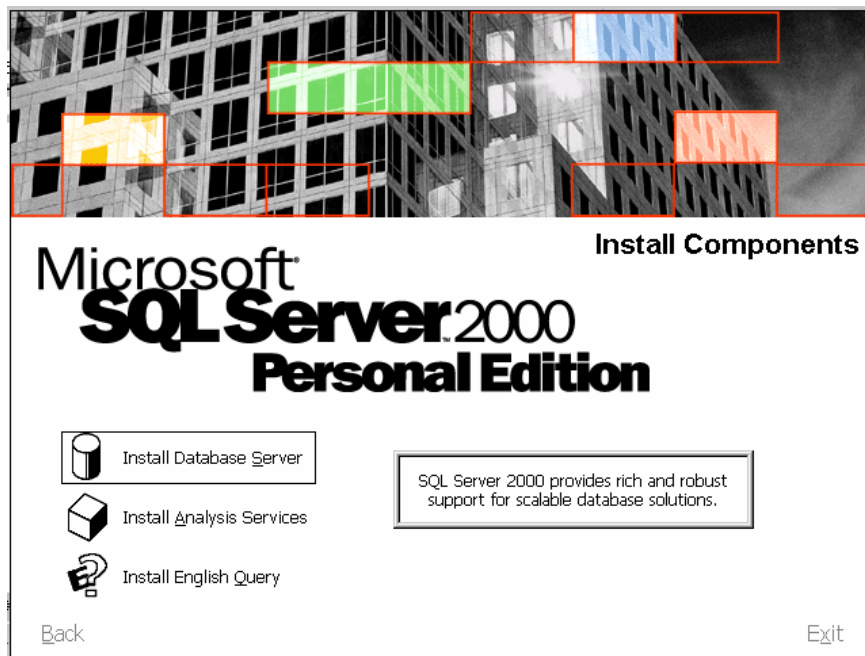 Install Components
Microsoft®
SQL Server™ 2000
Personal Edition
Install Database Server
SQL Server 2000 provides rich and robust
support for scalable database solutions.
Install Analysis Services
Install English Query
Back
Exit